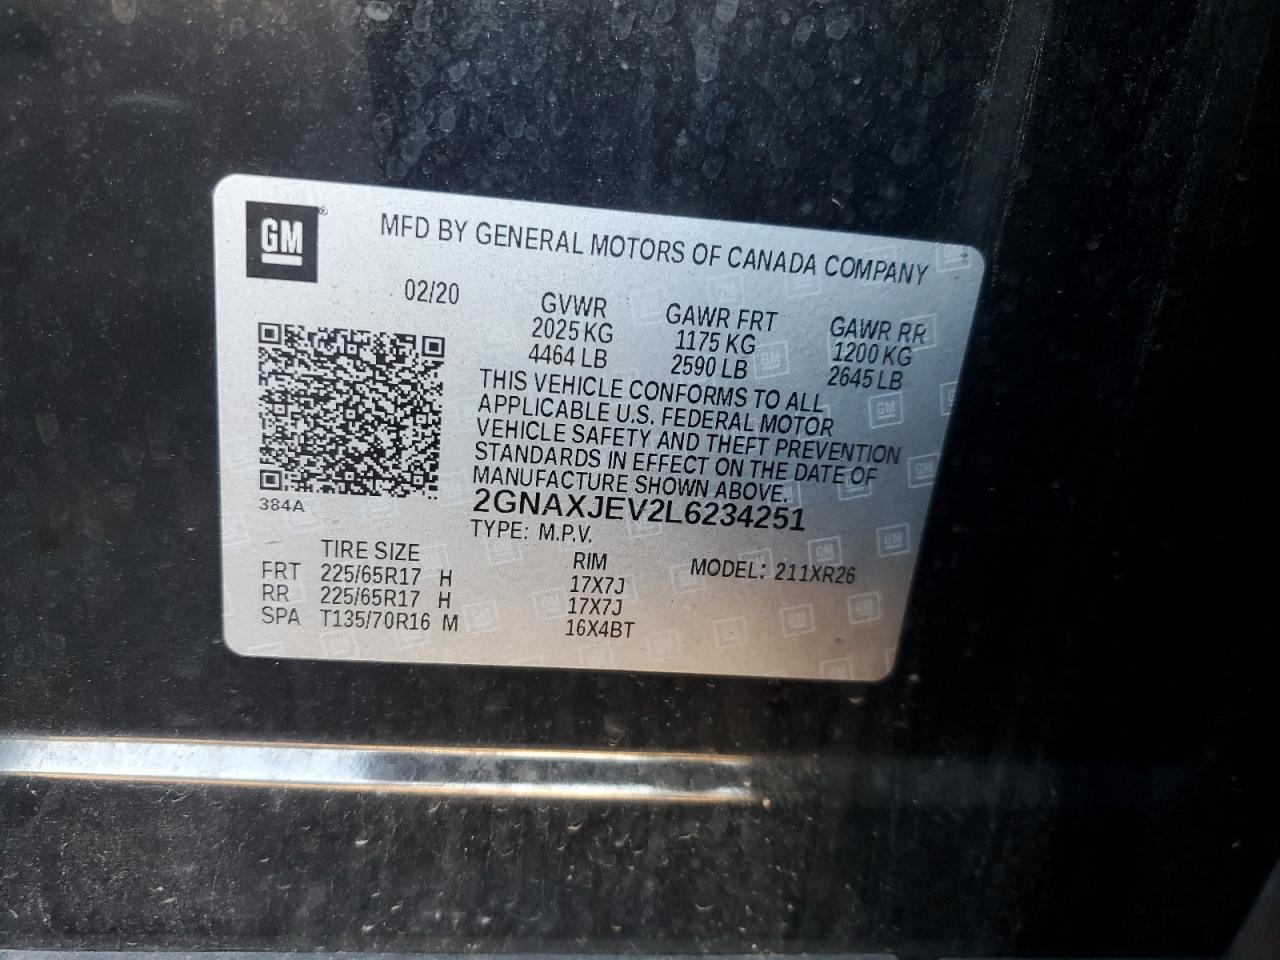 GM
MFD BY GENERAL MOTORS OF CANADA COMPANY
02/20
GVWR
2025 KG
4464 LB
GAWR FRT
1175 KG
2590 LB
GAWR RR
1200 KG
2645 LB
THIS VEHICLE CONFORMS TO ALL
APPLICABLE U.S. FEDERAL MOTOR
VEHICLE SAFETY AND THEFT PREVENTION
STANDARDS IN EFFECT ON THE DATE OF
MANUFACTURE SHOWN ABOVE.
2GNAXJEV2L6234251
384A
TYPE: M.P.V.
TIRE SIZE RIM MODEL: 211XR26
FRT 225/65R17 H 17X7J
RR 225/65R17 H 17X7J
SPA T135/70R16 M 16X4BT